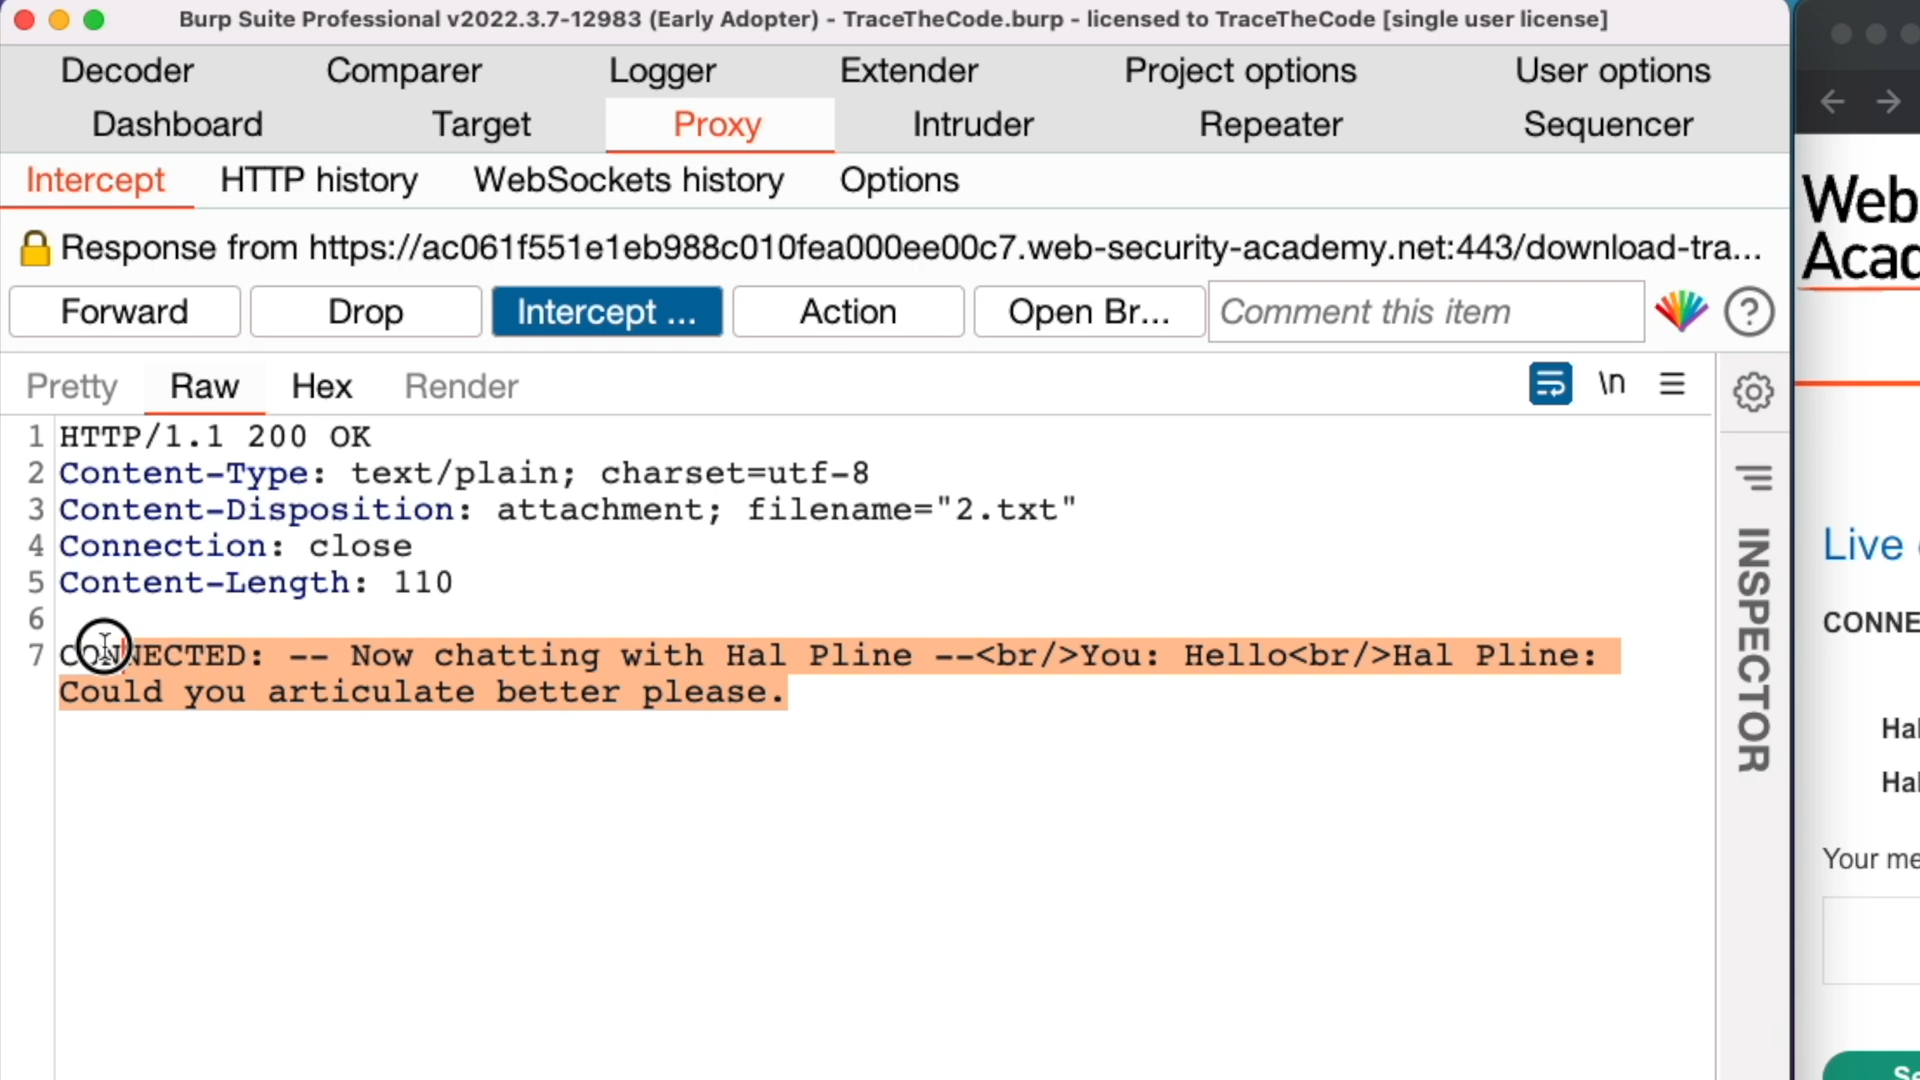 Burp Suite Professional v2022.3.7-12983 (Early Adopter) - TraceTheCode.burp - licensed to TraceTheCode [single user license]
Decoder Comparer Logger Extender Project options User options
Dashboard Target Proxy Intruder Repeater Sequencer
Intercept HTTP history WebSockets history Options
Response from https://ac061f551e1eb988c010fea000ee00c7.web-security-academy.net:443/download-tra...
Forward Drop Intercept ... Action Open Br... Comment this item ?
Pretty Raw Hex Render \n
1 HTTP/1.1 200 OK
2 Content-Type: text/plain; charset=utf-8
3 Content-Disposition: attachment; filename="2.txt"
4 Connection: close
5 Content-Length: 110
6
7 CONNECTED: -- Now chatting with Hal Pline --<br/>You: Hello<br/>Hal Pline:
Could you articulate better please.
INSPECTOR
Web
Acad
Live
CONNE
Hal
Hal
Your me
Se